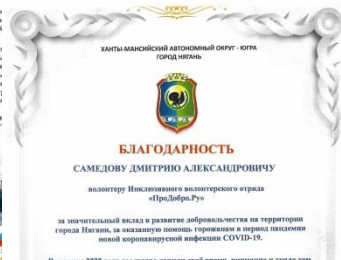 ХАНТЫ-МАНСИЙСКИЙ АВТОНОМНЫЙ ОКРУГ - ЮГРА
ГОРОД НЯГАНЬ
БЛАГОДАРНОСТЬ
САМЕДОВУ ДМИТРИЮ АЛЕКСАНДРОВИЧУ
волонтеру Инклюзивного волонтерского отряда
«ПроДобро.Ру»
за значительный вклад в развитие добровольчества на территории
города Нягани, за оказанную помощь горожанам в период пандемии
новой коронавирусной инфекции COVID-19.